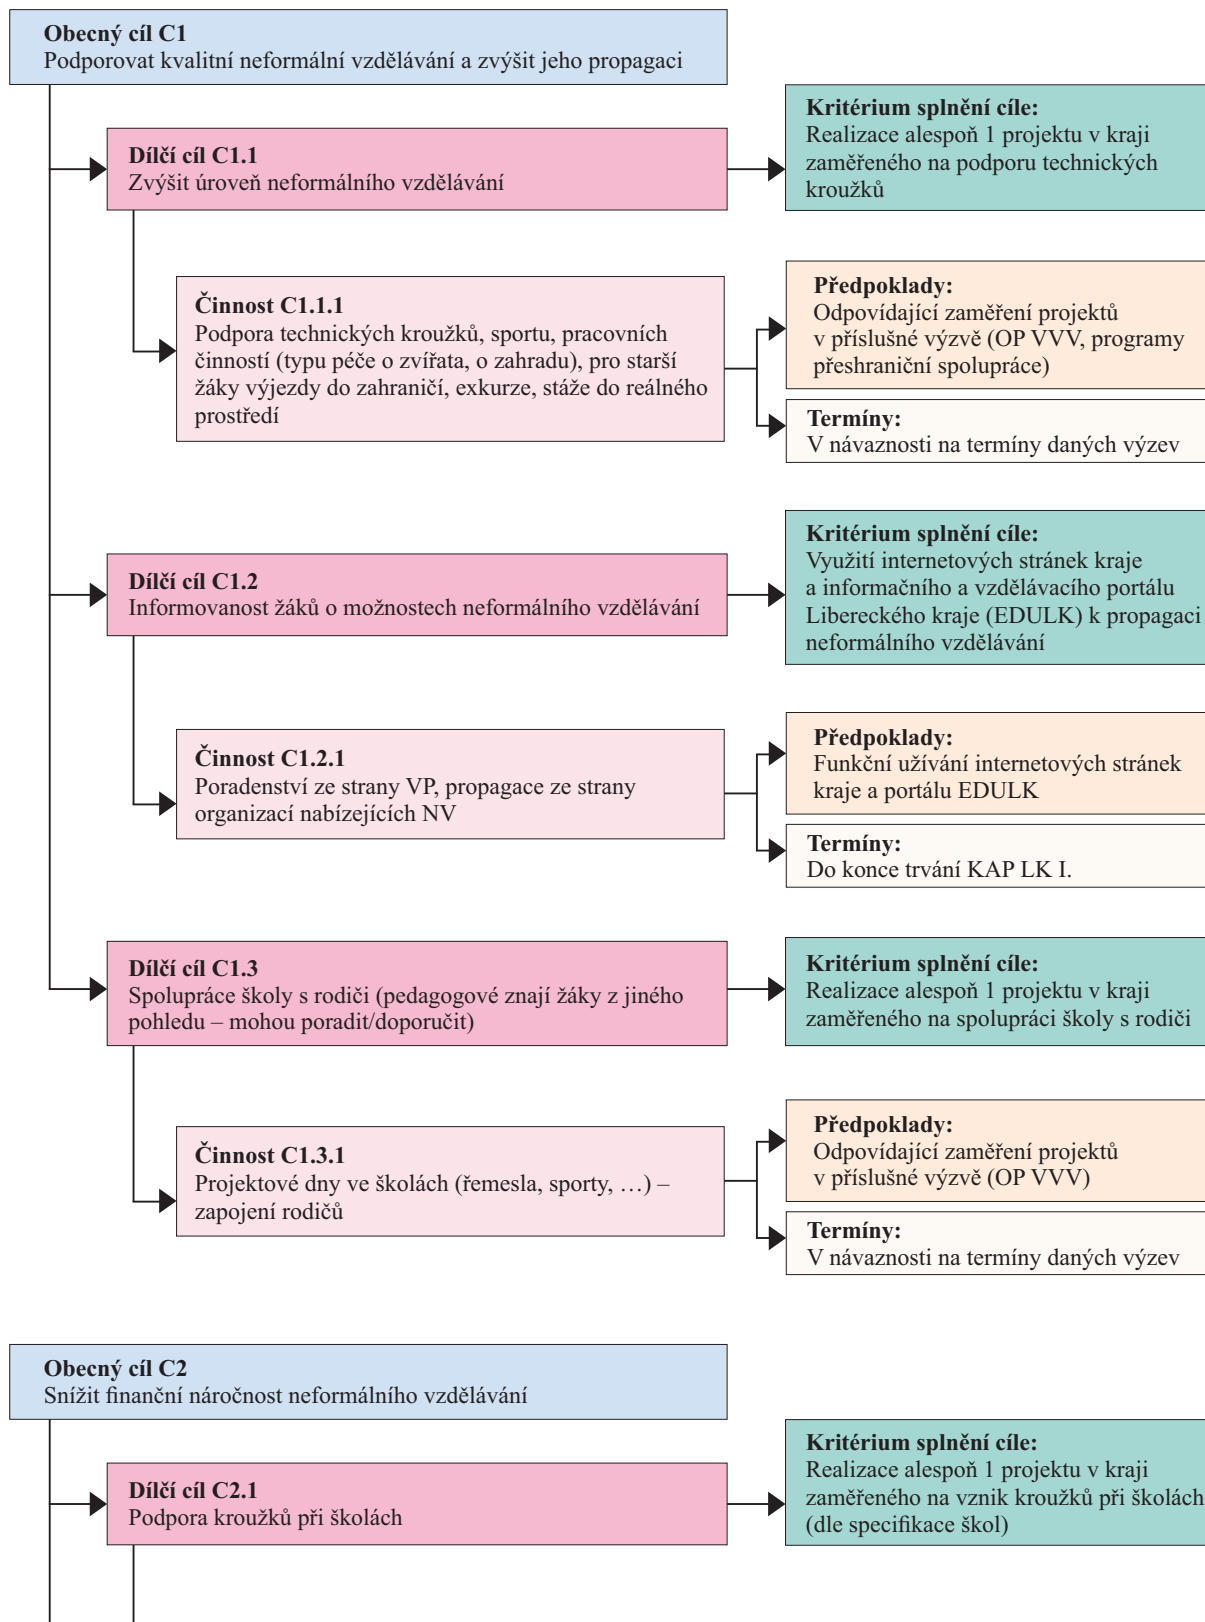 Obecný cíl C1
Podporovat kvalitní neformální vzdělávání a zvýšit jeho propagaci
Dílčí cíl C1.1
Zvýšit úroveň neformálního vzdělávání
Kritérium splnění cíle:
Realizace alespoň 1 projektu v kraji
zaměřeného na podporu technických
kroužků
Činnost C1.1.1
Podpora technických kroužků, sportu, pracovních
činností (typu péče o zvířata, o zahradu), pro starší
žáky výjezdy do zahraničí, exkurze, stáže do reálného
prostředí
Předpoklady:
Odpovídající zaměření projektů
v příslušné výzvě (OP VVV, programy
přeshraniční spolupráce)
Termíny:
V návaznosti na termíny daných výzev
Dílčí cíl C1.2
Informovanost žáků o možnostech neformálního vzdělávání
Kritérium splnění cíle:
Využití internetových stránek kraje
a informačního a vzdělávacího portálu
Libereckého kraje (EDULK) k propagaci
neformálního vzdělávání
Činnost C1.2.1
Poradenství ze strany VP, propagace ze strany
organizací nabízejících NV
Předpoklady:
Funkční užívání internetových stránek
kraje a portálu EDULK
Termíny:
Do konce trvání KAP LK I.
Dílčí cíl C1.3
Spolupráce školy s rodiči (pedagogové znají žáky z jiného
pohledu – mohou poradit/doporučit)
Kritérium splnění cíle:
Realizace alespoň 1 projektu v kraji
zaměřeného na spolupráci školy s rodiči
Činnost C1.3.1
Projektové dny ve školách (řemesla, sporty, …) –
zapojení rodičů
Předpoklady:
Odpovídající zaměření projektů
v příslušné výzvě (OP VVV)
Termíny:
V návaznosti na termíny daných výzev
Obecný cíl C2
Snížit finanční náročnost neformálního vzdělávání
Dílčí cíl C2.1
Podpora kroužků při školách
Kritérium splnění cíle:
Realizace alespoň 1 projektu v kraji
zaměřeného na vznik kroužků při školách
(dle specifikace škol)